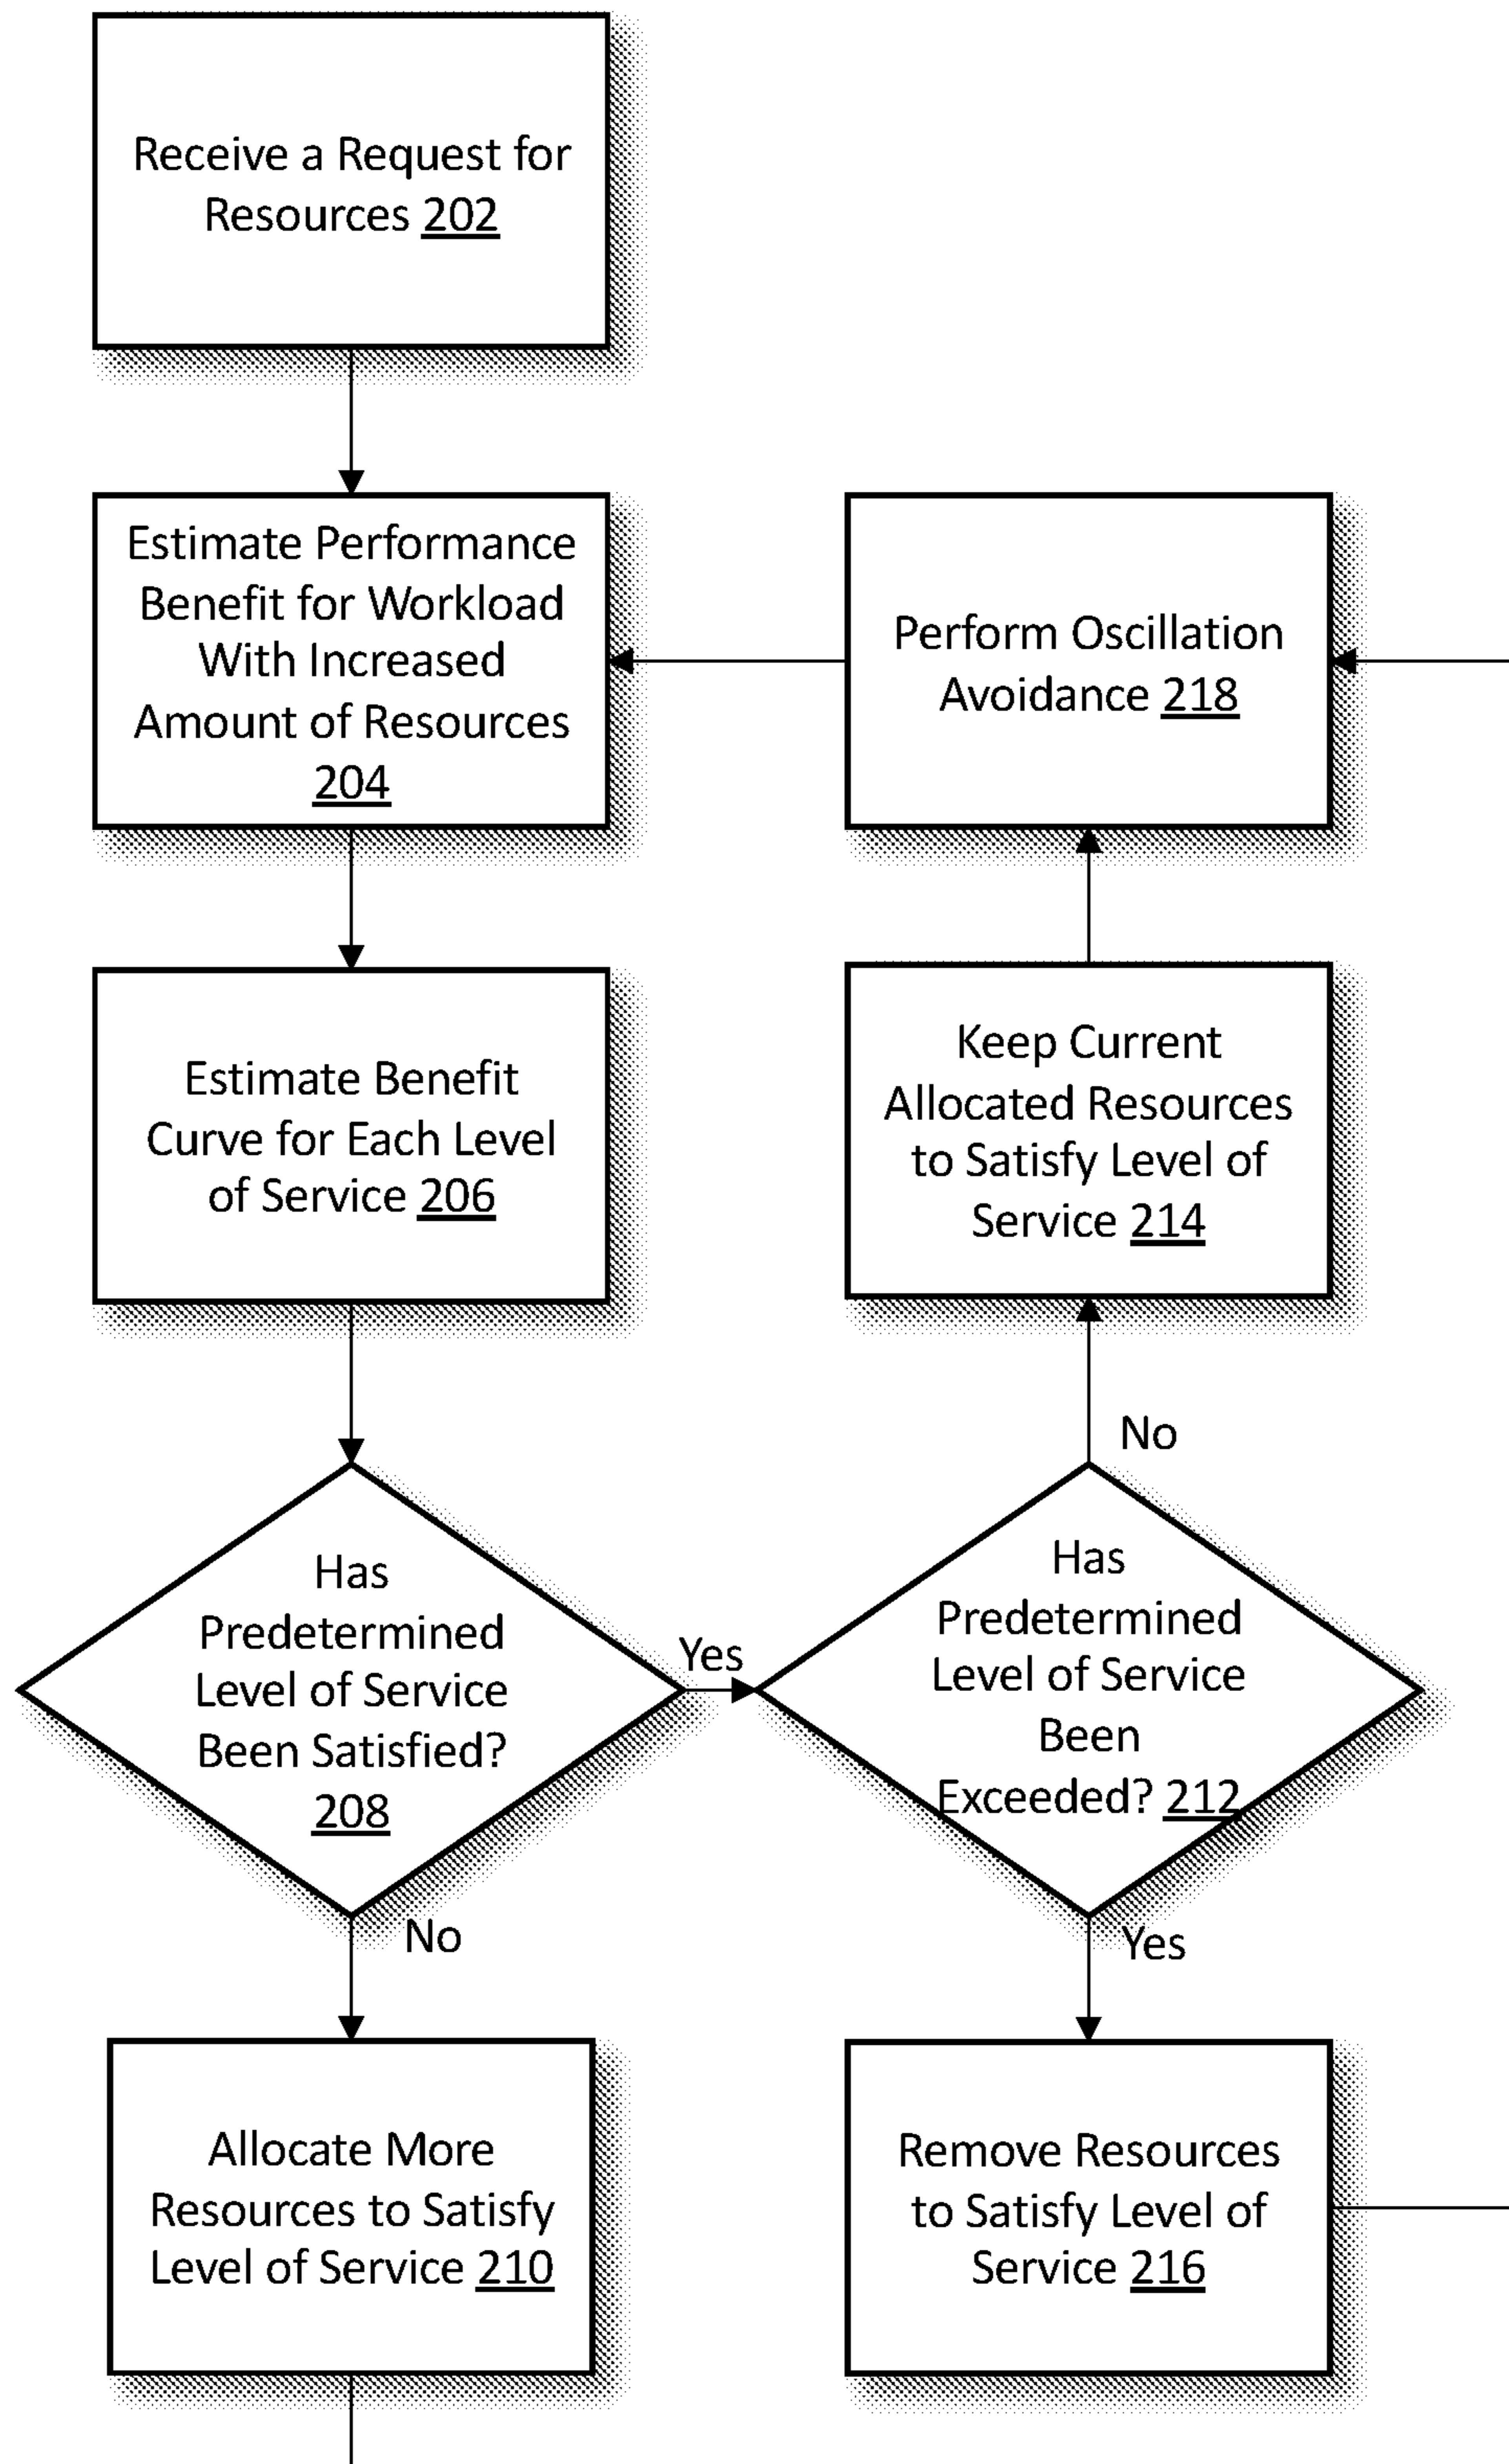 Receive a Request for
Resources 202
Estimate Performance
Benefit for Workload
With Increased
Amount of Resources
204
Perform Oscillation
Avoidance 218
Estimate Benefit
Curve for Each Level
of Service 206
Keep Current
Allocated Resources
to Satisfy Level of
Service 214
No
Has
Predetermined
Level of Service
Been Satisfied?
208
Yes
Has
Predetermined
Level of Service
Been
Exceeded? 212
No
Yes
Allocate More
Resources to Satisfy
Level of Service 210
Remove Resources
to Satisfy Level of
Service 216